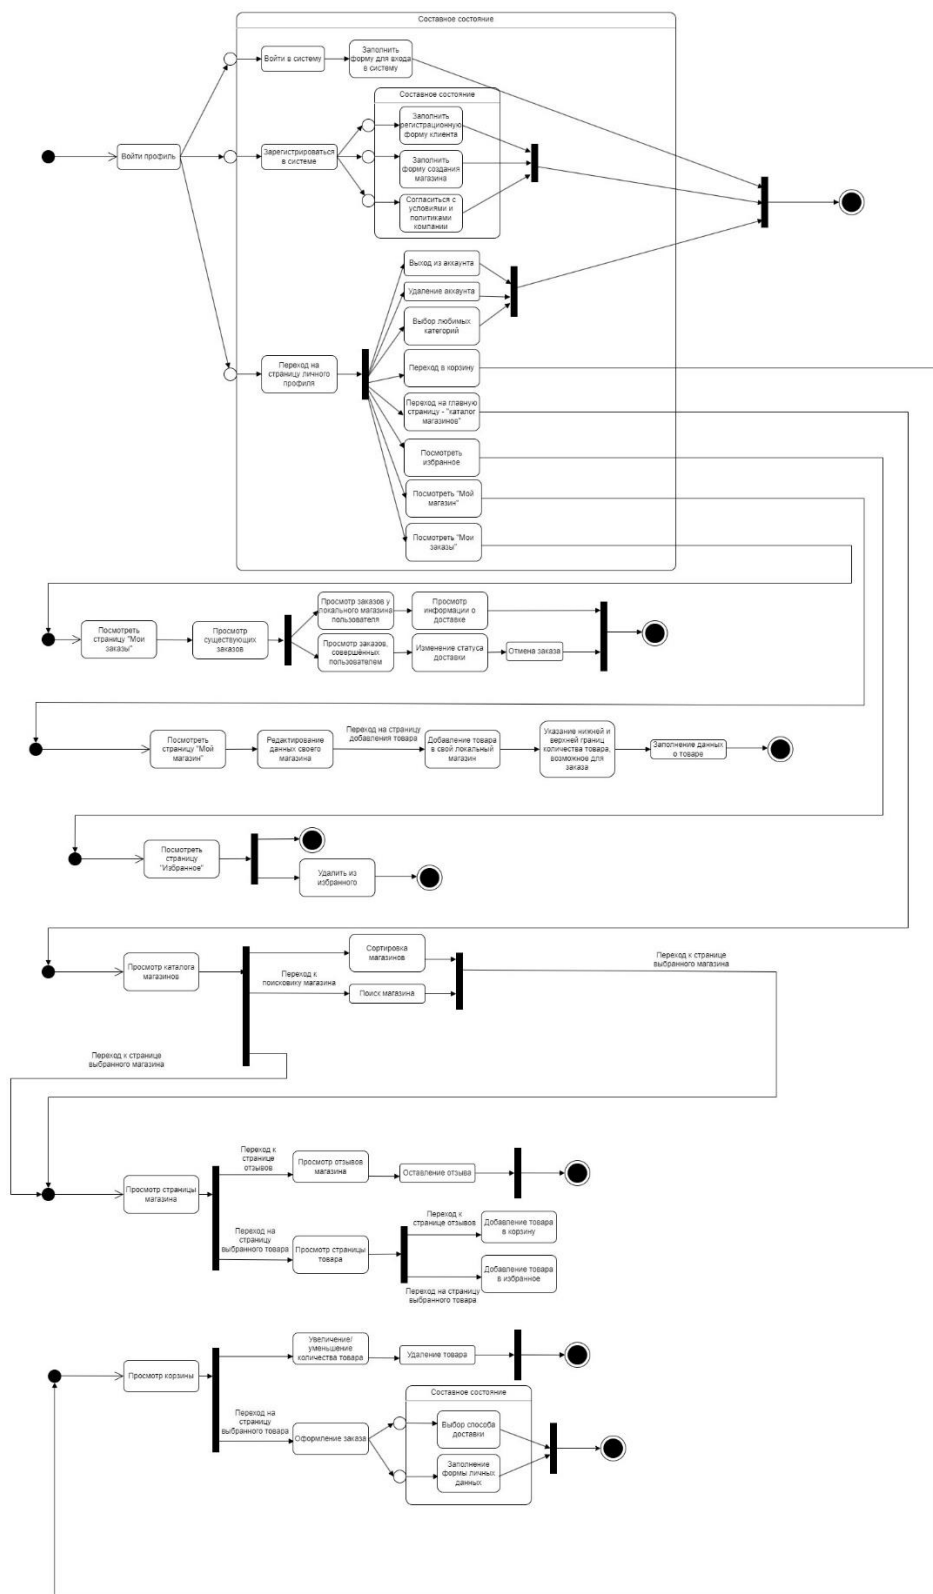 Составное состояние
Войти в систему
Заполнить
форму для входа
в систему
Составное состояние
Заполнить
регистрационную
форму клиента
Войти профиль
Зарегистрироваться
в системе
Заполнить
форму создания
магазина
Согласиться с
условиями и
политиками
компании
Выход из аккаунта
Удаление аккаунта
Выбор любимых
категорий
Переход на
страницу личного
профиля
Переход в корзину
Переход на главную
страницу - "каталог
магазинов"
Посмотреть
избранное
Посмотреть "Мой
магазин"
Посмотреть "Мои
заказы"
Посмотреть
страницу "Мои
заказы"
Просмотр
существующих
заказов
Просмотр заказов у
локального магазина
пользователя
Просмотр
информации о
доставке
Просмотр заказов,
совершённых
пользователем
Изменение статуса
доставки
Отмена заказа
Посмотреть
страницу "Мой
магазин"
Редактирование
данных своего
магазина
Переход на страницу
добавления товара
Добавление товара
в свой локальный
магазин
Указание нижней и
верхней границ
количества товара,
возможное для
заказа
Заполнение данных
о товаре
Посмотреть
страницу
"Избранное"
Удалить из
избранного
Просмотр каталога
магазинов
Сортировка
магазинов
Переход к
поисковику магазина
Поиск магазина
Переход к странице
выбранного магазина
Переход к странице
выбранного магазина
Просмотр страницы
магазина
Переход к
странице
отзывов
Просмотр отзывов
магазина
Оставление отзыва
Переход на
страницу
выбранного товара
Просмотр страницы
товара
Переход к
странице отзывов
Добавление товара
в корзину
Добавление товара
в избранное
Переход на страницу
выбранного товара
Просмотр корзины
Увеличение/
уменьшение
количества товара
Удаление товара
Переход на
страницу
выбранного товара
Оформление заказа
Составное состояние
Выбор способа
доставки
Заполнение
формы личных
данных